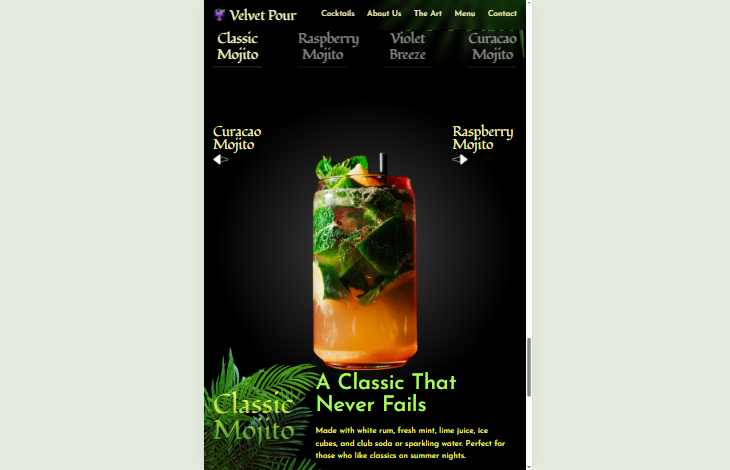 Velvet Pour
Cocktails About Us The Art Menu Contact
Classic
Mojito
Raspberry
Mojito
Violet
Breeze
Curacao
Mojito
Curacao
Mojito
Raspberry
Mojito
A Classic That
Never Fails
Classic
Mojito
Made with white rum, fresh mint, lime juice, ice
cubes, and club soda or sparkling water. Perfect for
those who like classics on summer nights.